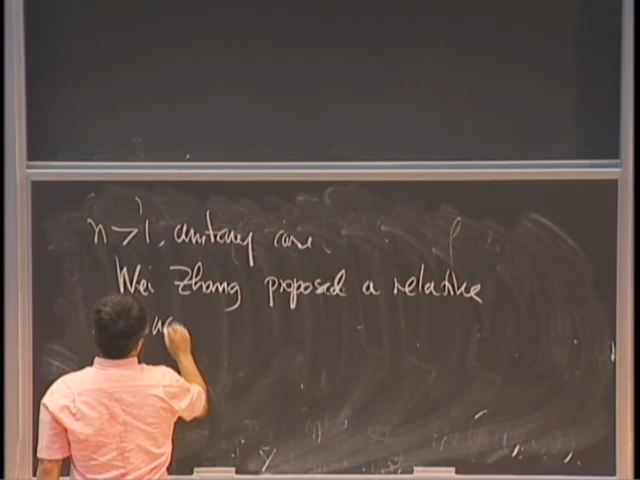 n > 1, unitary case
Wei Zhang proposed a relative